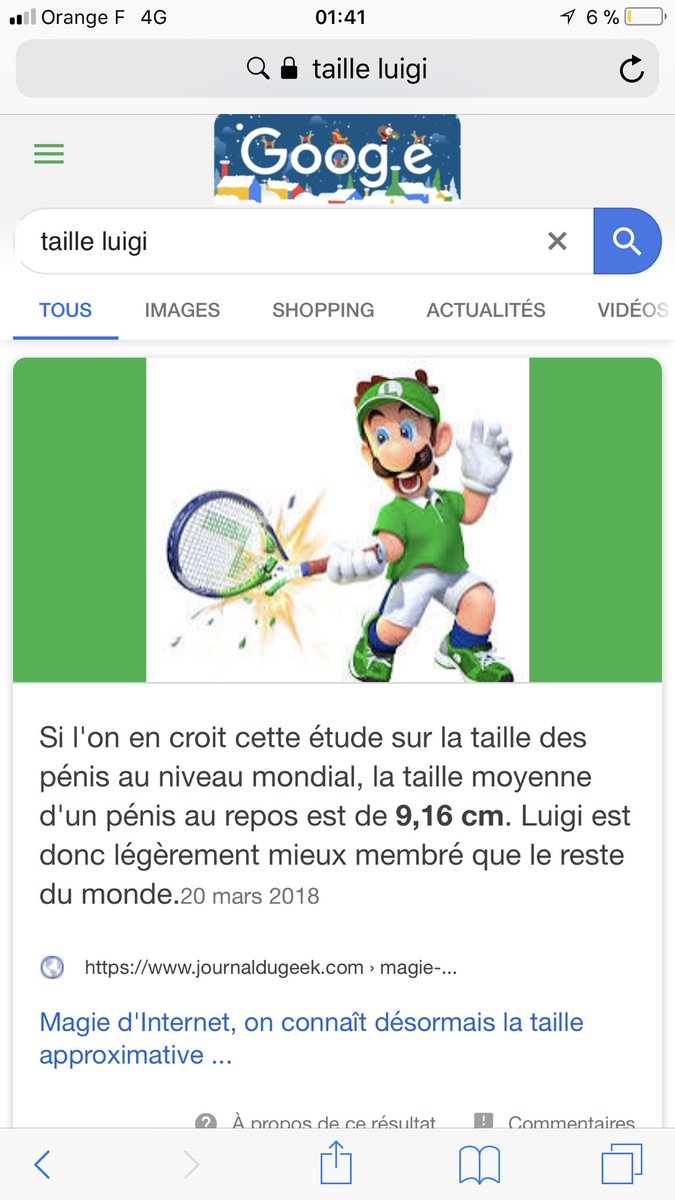 Orange F 4G 01:41 6 %
taille luigi
Goog.e
taille luigi
TOUS IMAGES SHOPPING ACTUALITÉS VIDÉOS
L
Si l'on en croit cette étude sur la taille des
pénis au niveau mondial, la taille moyenne
d'un pénis au repos est de 9,16 cm. Luigi est
donc légèrement mieux membré que le reste
du monde.20 mars 2018
https://www.journaldugeek.com › magie-...
Magie d'Internet, on connaît désormais la taille
approximative ...
? À propos de ce résultat ! Commentaires